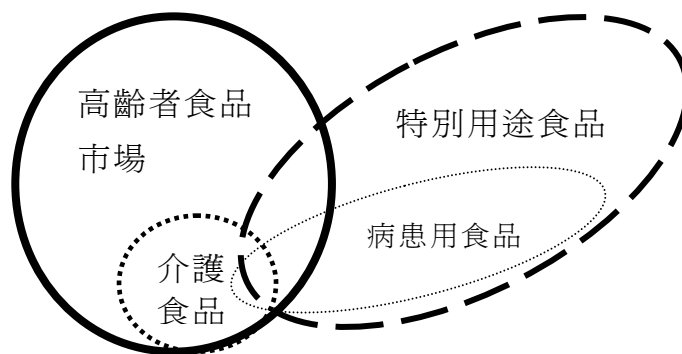 高齢者食品
市場
特別用途食品
病患用食品
介護
食品